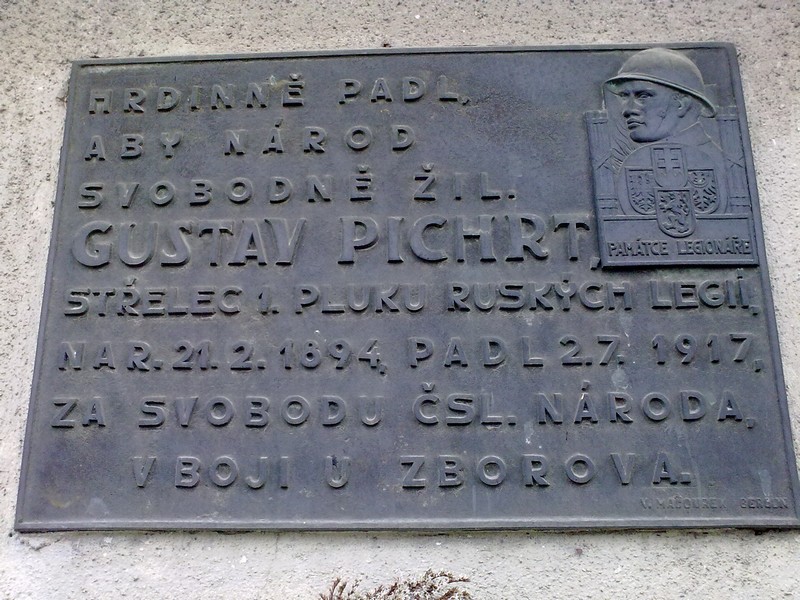 HRDINNĚ PADL,
ABY NÁROD
SVOBODNĚ ŽIL.
GUSTAV PICHRT,
PAMÁTCE LEGIONÁŘE
STŘELEC 1. PLUKU RUSKÝCH LEGIÍ,
NAR. 21. 2. 1894, PADL 2. 7. 1917,
ZA SVOBODU ČSL. NÁRODA,
V BOJI U ZBOROVA.